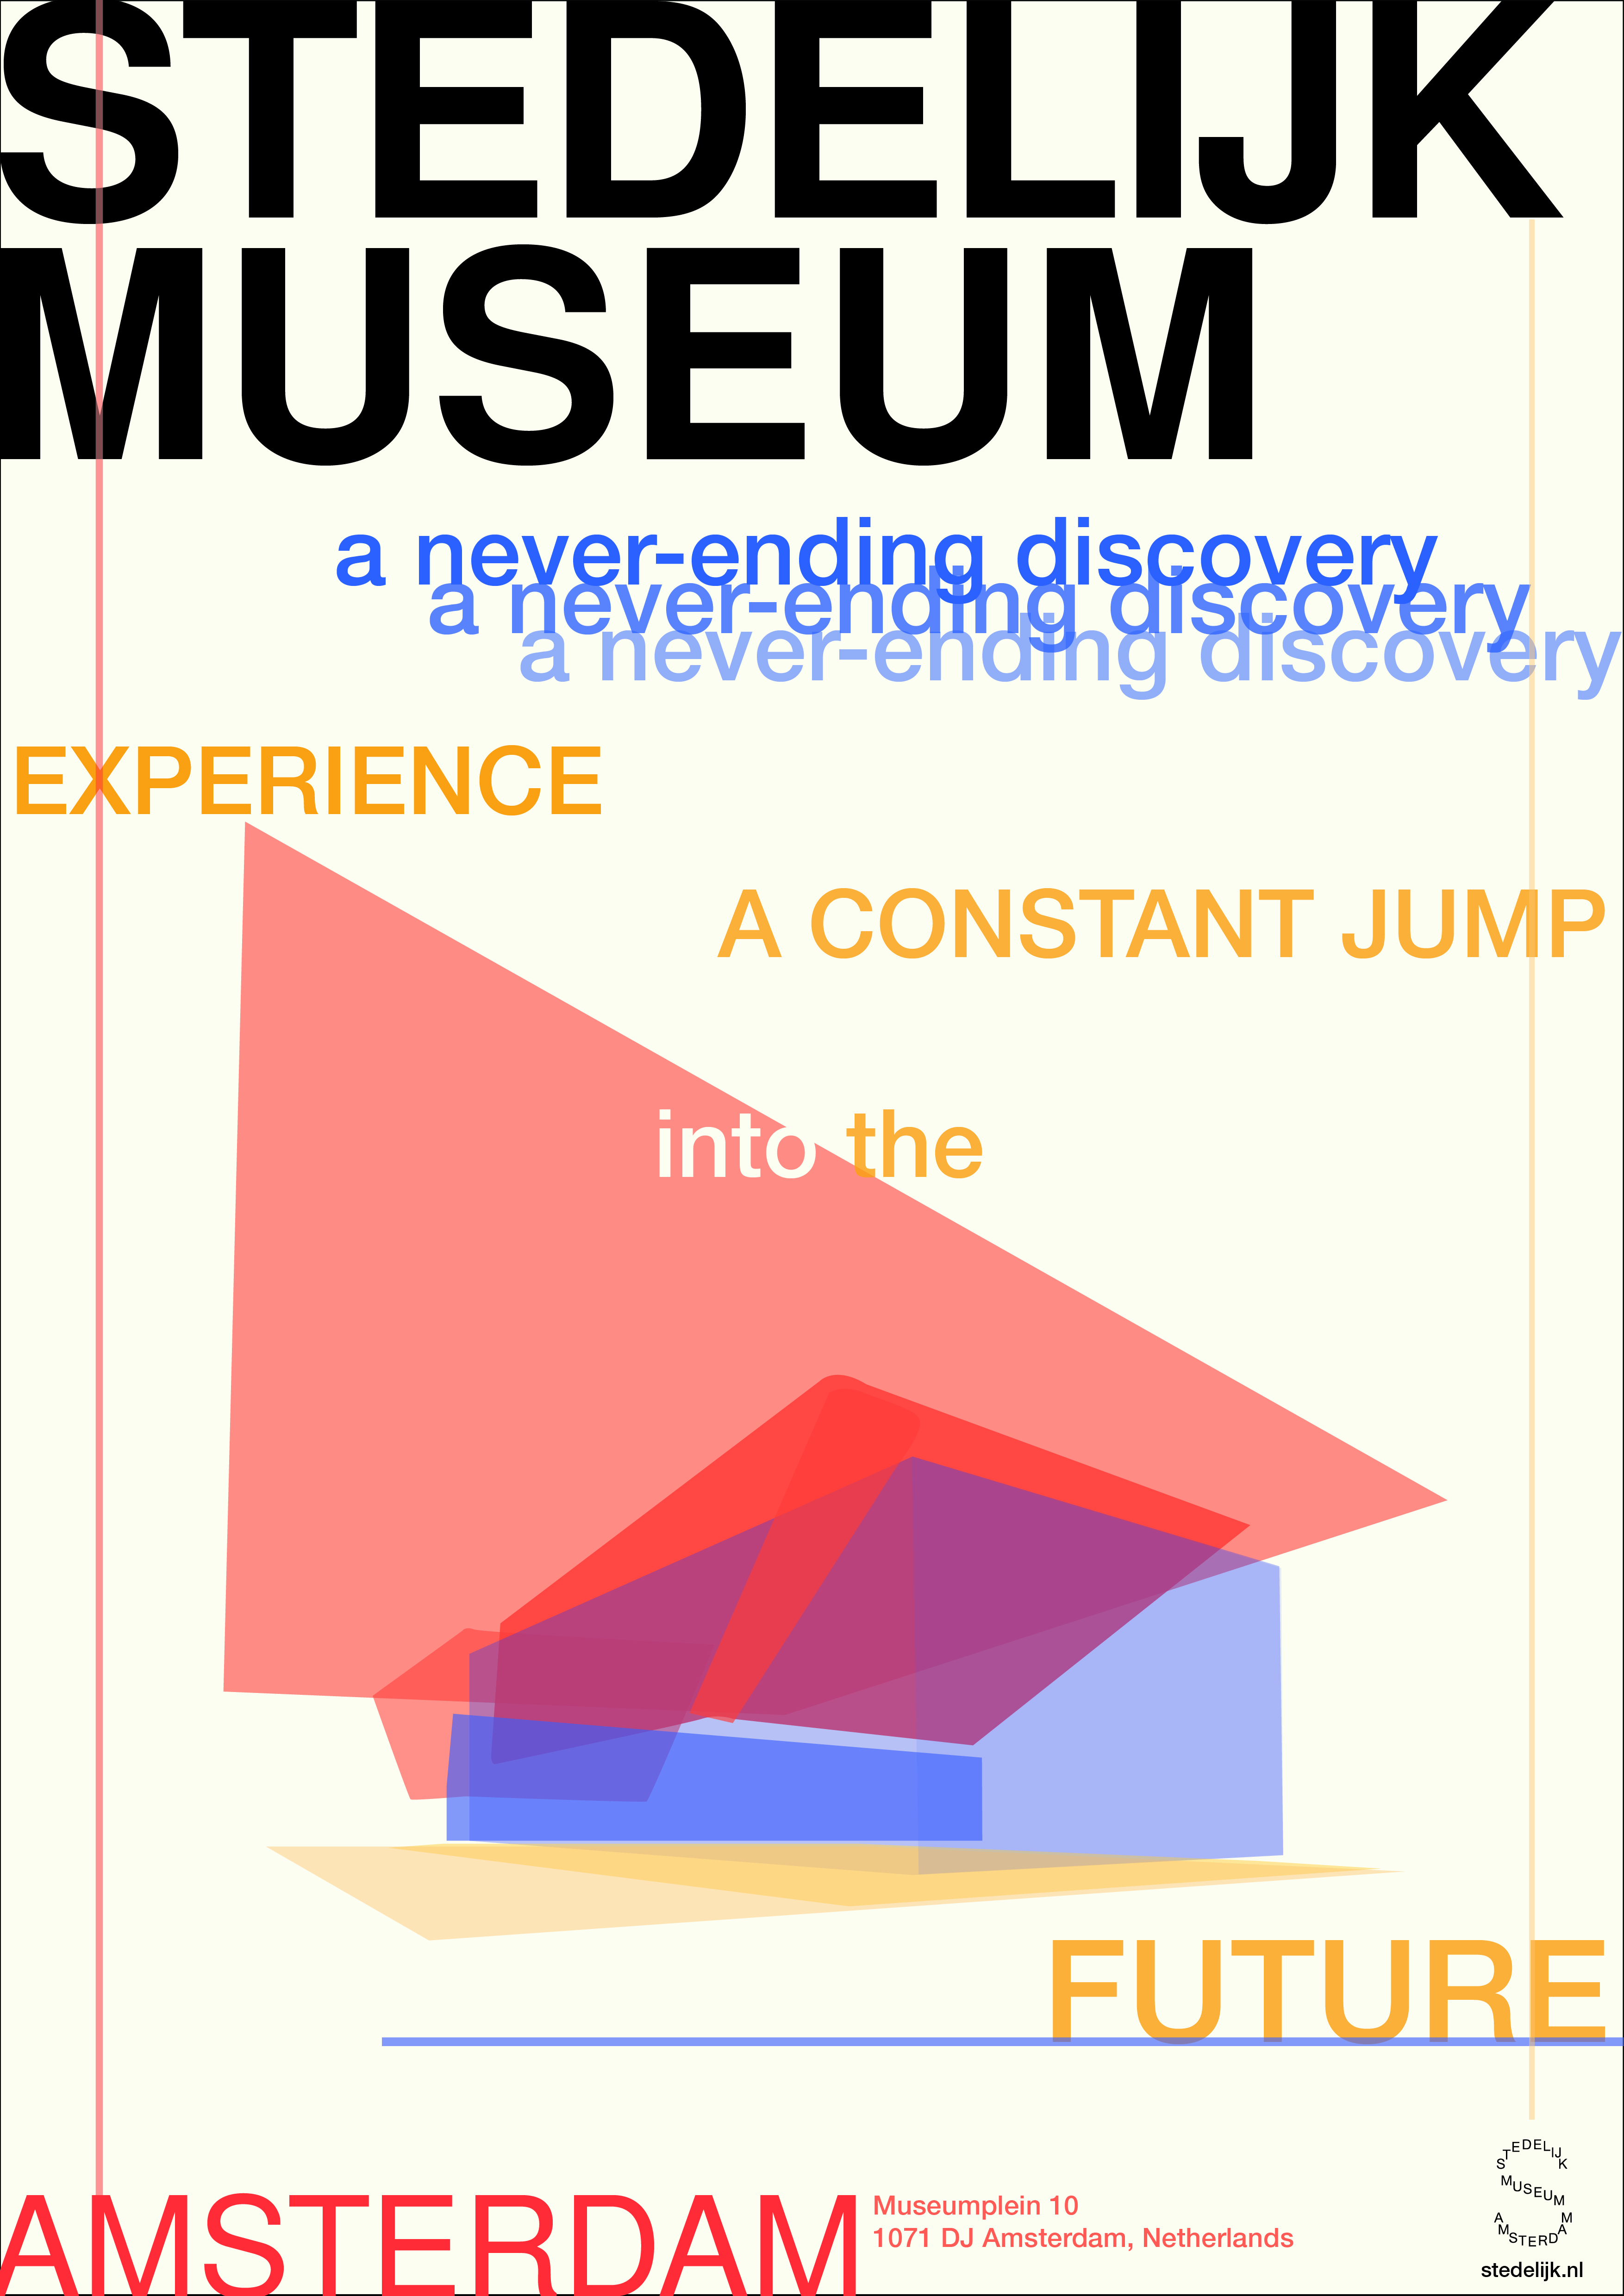 STEDELIJK
MUSEUM
a never-ending discovery
a never-ending discovery
a never-ending discovery
EXPERIENCE
A CONSTANT JUMP
into the
FUTURE
AMSTERDAM
Museumplein 10
1071 DJ Amsterdam, Netherlands
STEDELIJK
MUSEUM
AMSTERDAM
stedelijk.nl